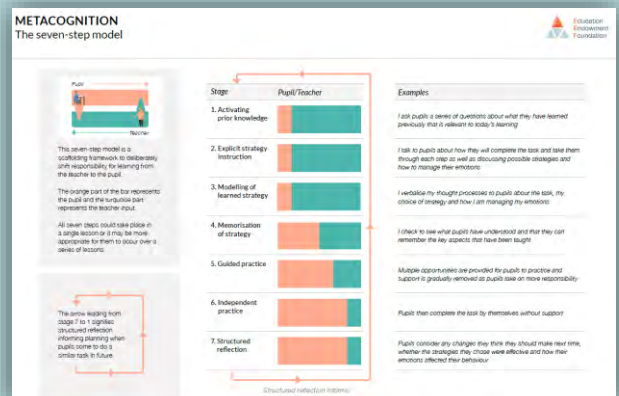 METACOGNITION
The seven-step model
Education
Endowment
Foundation
Pupil
Teacher
This seven-step model is a
scaffolding framework to deliberately
shift responsibility for learning from
the teacher to the pupil.
The orange part of the bar represents
the pupil and the turquoise part
represents the teacher input.
All seven steps could take place in
a single lesson or it may be more
appropriate for them to occur over a
series of lessons.
The arrow leading from
stage 7 to 1 signifies
structured reflection
informing planning when
pupils come to do a
similar task in future.
Stage
Pupil/Teacher
1. Activating
prior knowledge
2. Explicit strategy
instruction
3. Modelling of
learned strategy
4. Memorisation
of strategy
5. Guided practice
6. Independent
practice
7. Structured
reflection
Structured reflection informs
Examples
I ask pupils a series of questions about what they have learned
previously that is relevant to today's learning
I talk to pupils about how they will complete the task and take them
through each step as well as discussing possible strategies and
how to manage their emotions
I verbalise my thought processes to pupils about the task, my
choice of strategy and how I am managing my emotions
I check to see what pupils have understood and that they can
remember the key aspects that have been taught
Multiple opportunities are provided for pupils to practice and
support is gradually removed as pupils take on more responsibility
Pupils then complete the task by themselves without support
Pupils consider any changes they think they should make next time,
whether the strategies they chose were effective and how their
emotions affected their behaviour